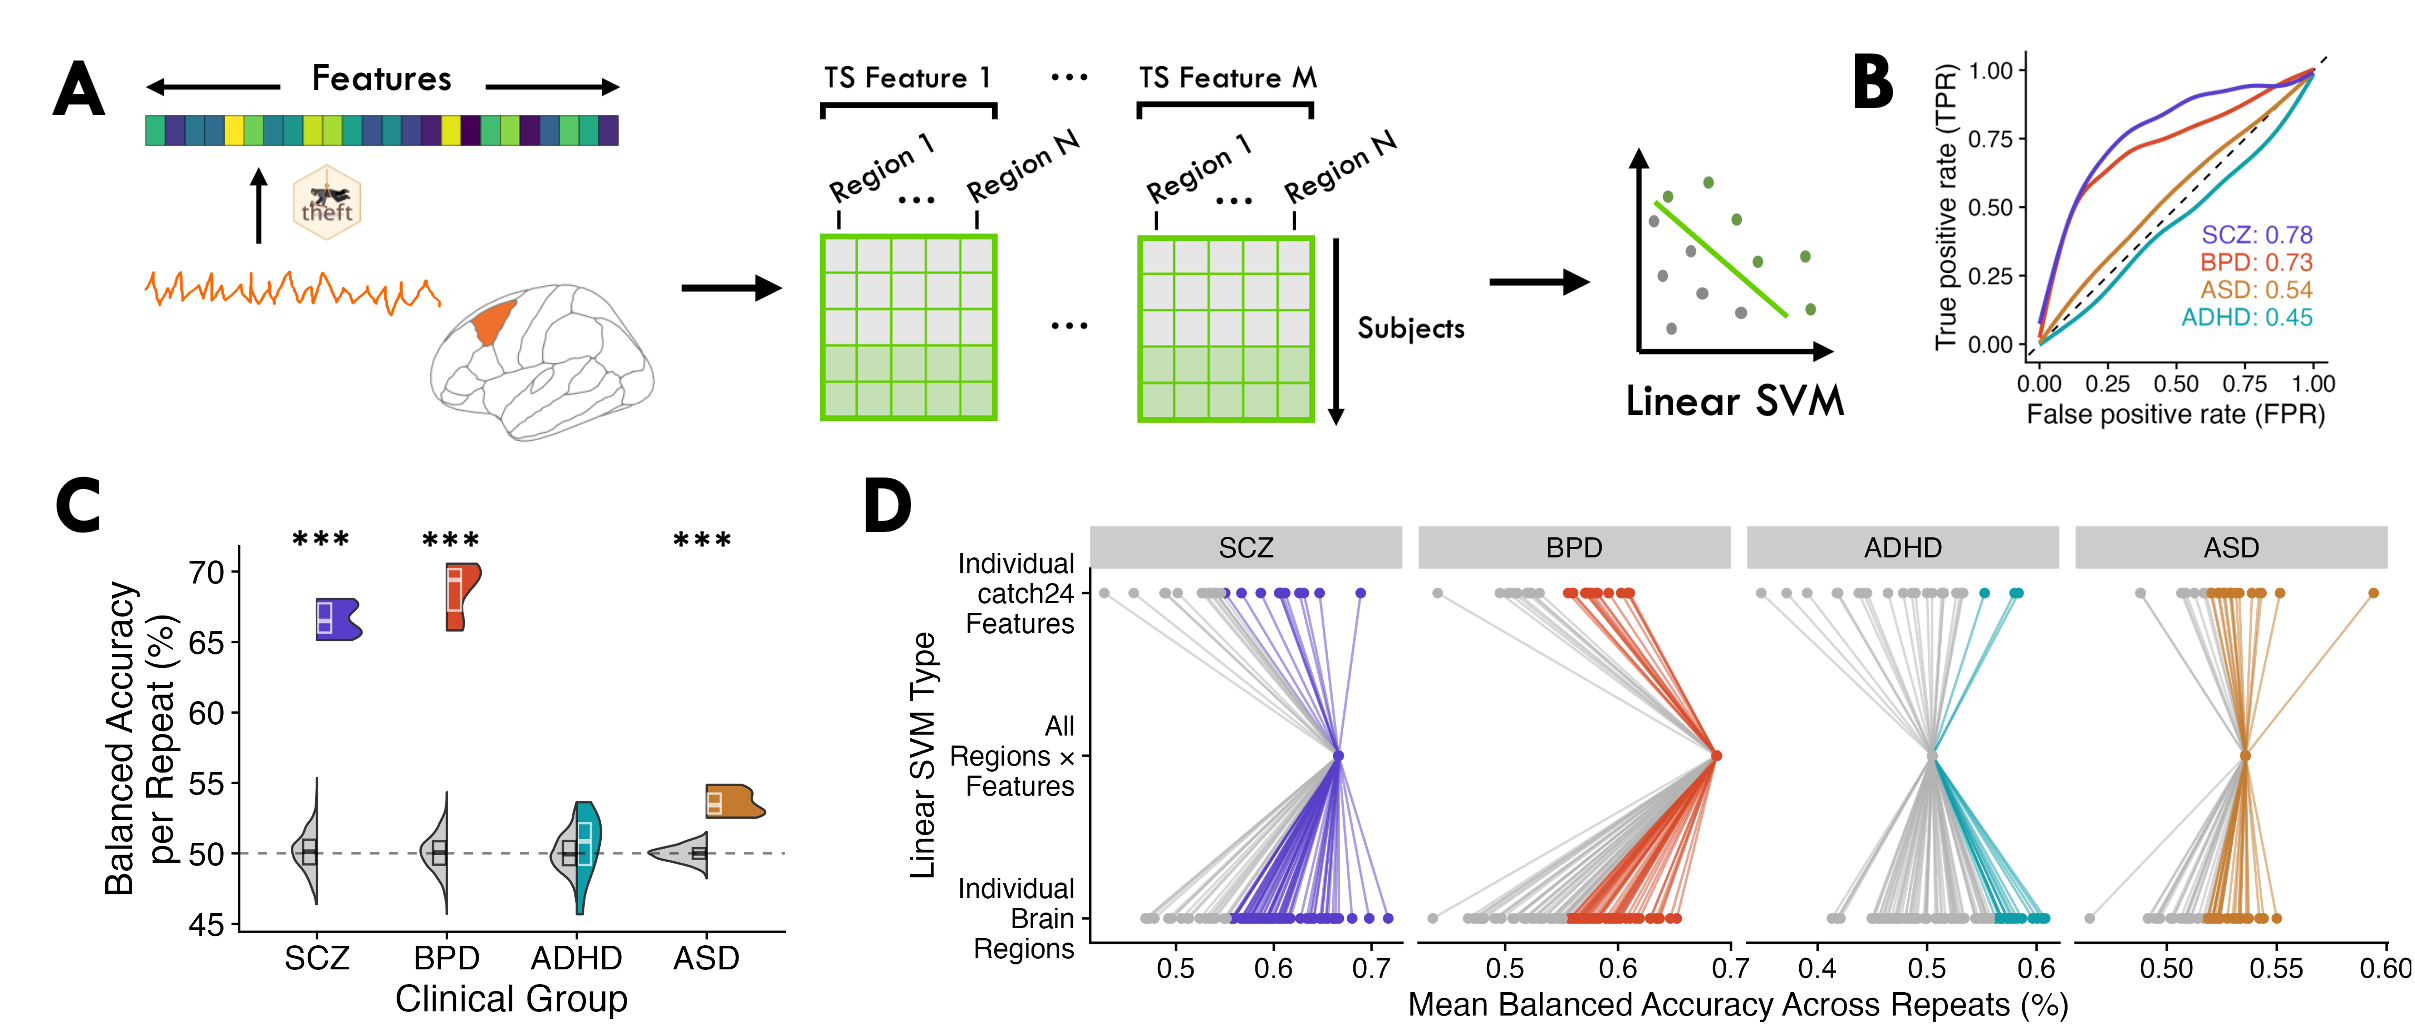 A
Features
theft
TS Feature 1
...
TS Feature M
Region 1
...
Region N
Region 1
...
Region N
...
Subjects
Linear SVM
B
True positive rate (TPR)
1.00
0.75
0.50
0.25
0.00
SCZ: 0.78
BPD: 0.73
ASD: 0.54
ADHD: 0.45
0.00 0.25 0.50 0.75 1.00
False positive rate (FPR)
C
Balanced Accuracy
per Repeat (%)
*** *** ***
70
65
60
55
50
45
SCZ BPD ADHD ASD
Clinical Group
D
Linear SVM Type
SCZ BPD ADHD ASD
Individual
catch24
Features
All
Regions ×
Features
Individual
Brain
Regions
0.5 0.6 0.7 0.5 0.6 0.7 0.4 0.5 0.6 0.50 0.55 0.60
Mean Balanced Accuracy Across Repeats (%)